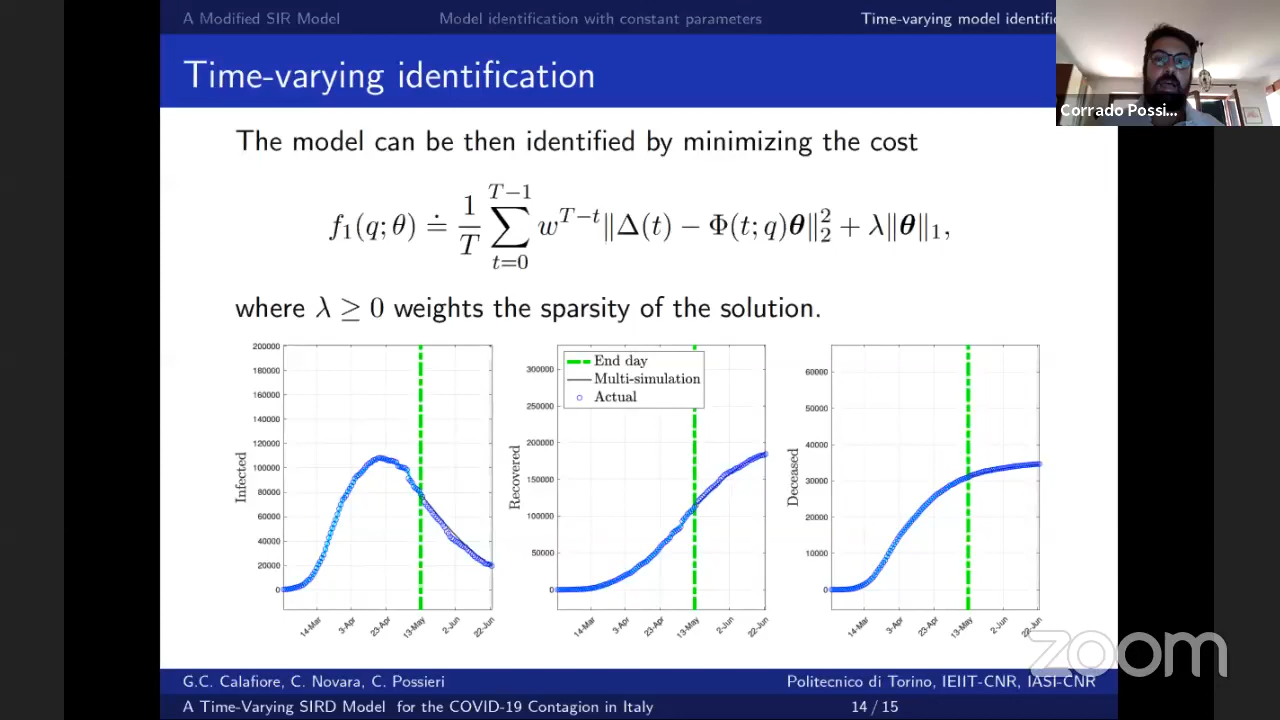 A Modified SIR Model Model identification with constant parameters Time-varying model identific
Corrado Possi...
Time-varying identification
The model can be then identified by minimizing the cost
f₁(q;θ) ≐ 1/T ∑_{t=0}^{T−1} w^{T−t}‖Δ(t) − Φ(t;q)θ‖₂² + λ‖θ‖₁,
where λ ≥ 0 weights the sparsity of the solution.
Infected
200000
180000
160000
140000
120000
100000
80000
60000
40000
20000
0
14-Mar 3-Apr 23-Apr 13-May 2-Jun 22-Jun
Recovered
300000
250000
200000
150000
100000
50000
0
End day
Multi-simulation
Actual
14-Mar 3-Apr 23-Apr 13-May 2-Jun 22-Jun
Deceased
60000
50000
40000
30000
20000
10000
0
14-Mar 3-Apr 23-Apr 13-May 2-Jun 22-Jun
zoom
G.C. Calafiore, C. Novara, C. Possieri Politecnico di Torino, IEIIT-CNR, IASI-CNR
A Time-Varying SIRD Model for the COVID-19 Contagion in Italy 14 / 15